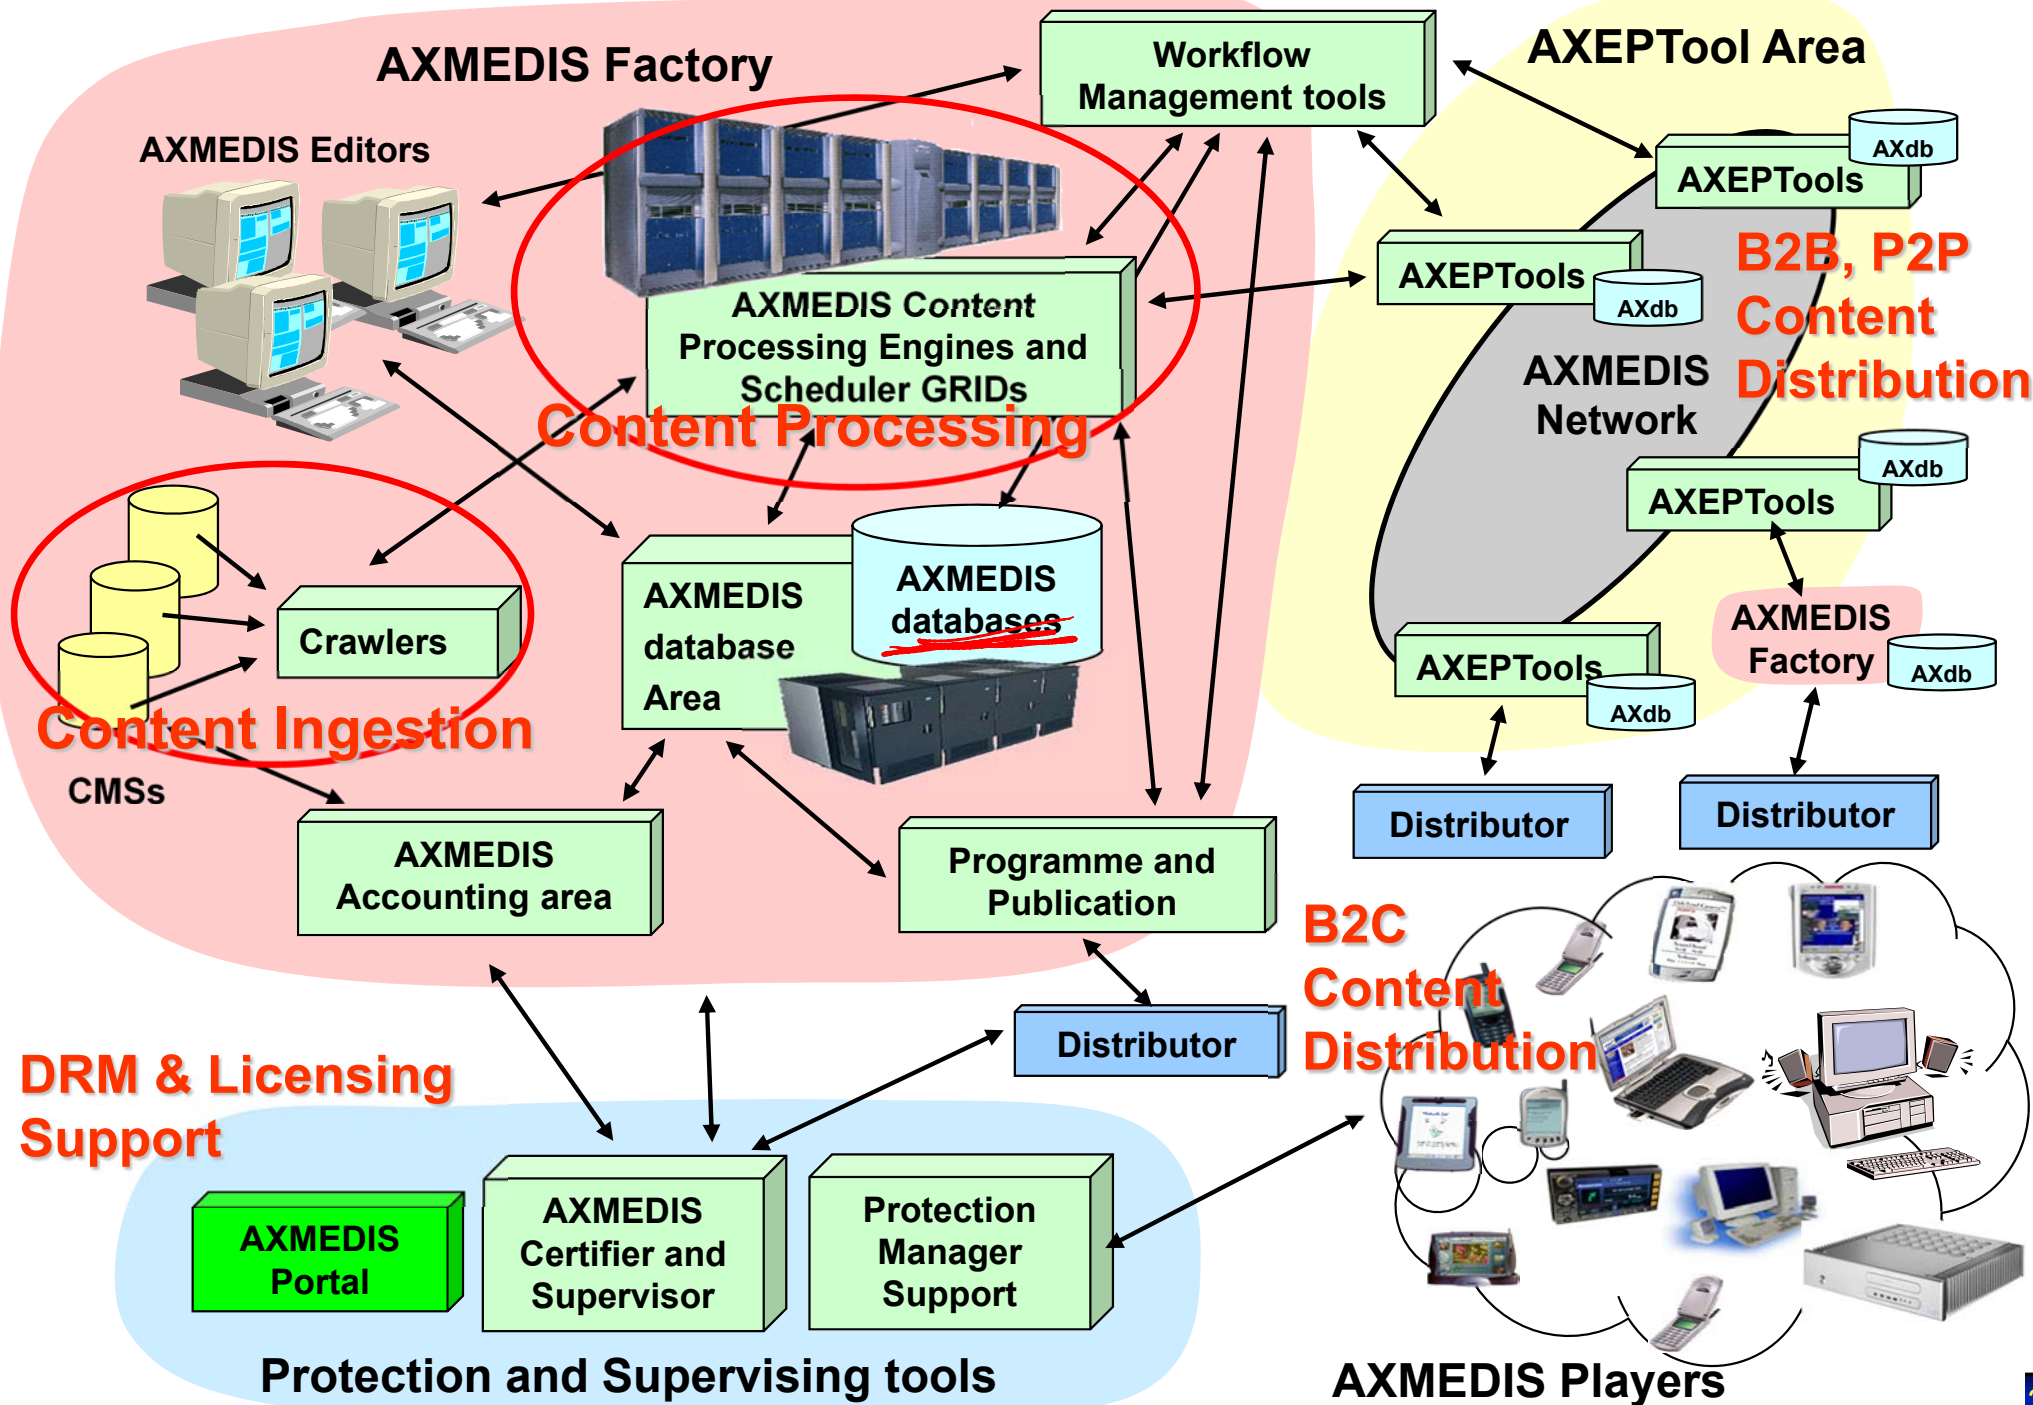 AXMEDIS Factory
Workflow
Management tools
AXEPTool Area
AXMEDIS Editors
AXdb
AXEPTools
AXEPTools
AXdb
B2B, P2P
Content
Distribution
AXMEDIS Content
Processing Engines and
Scheduler GRIDs
Content Processing
AXMEDIS
Network
AXdb
AXEPTools
Crawlers
Content Ingestion
CMSs
AXMEDIS
database
Area
AXMEDIS
databases
AXMEDIS
Factory
AXdb
AXEPTools
AXdb
Distributor
Distributor
AXMEDIS
Accounting area
Programme and
Publication
B2C
Content
Distribution
Distributor
DRM & Licensing
Support
AXMEDIS
Portal
AXMEDIS
Certifier and
Supervisor
Protection
Manager
Support
Protection and Supervising tools
AXMEDIS Players